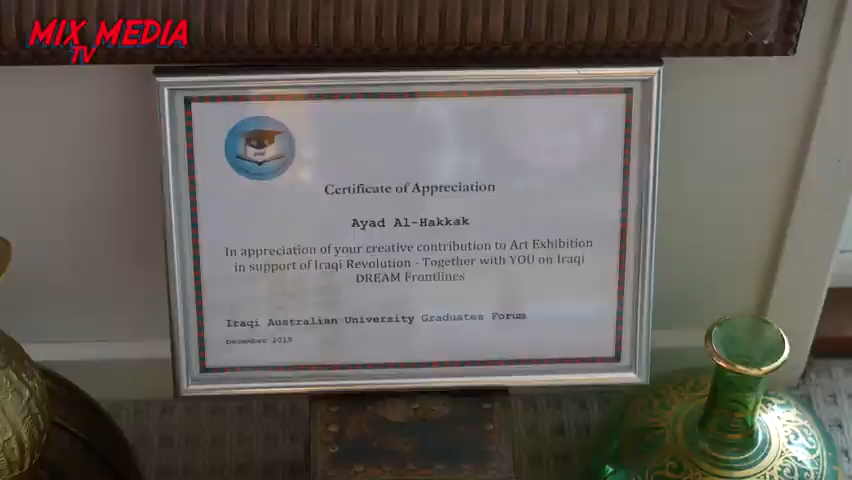 MIX MEDIA
TV
Certificate of Appreciation
Ayad Al-Hakkak
In appreciation of your creative contribution to Art Exhibition
in support of Iraqi Revolution - Together with YOU on Iraqi
DREAM Frontlines
Iraqi Australian University Graduates Forum
December 2019